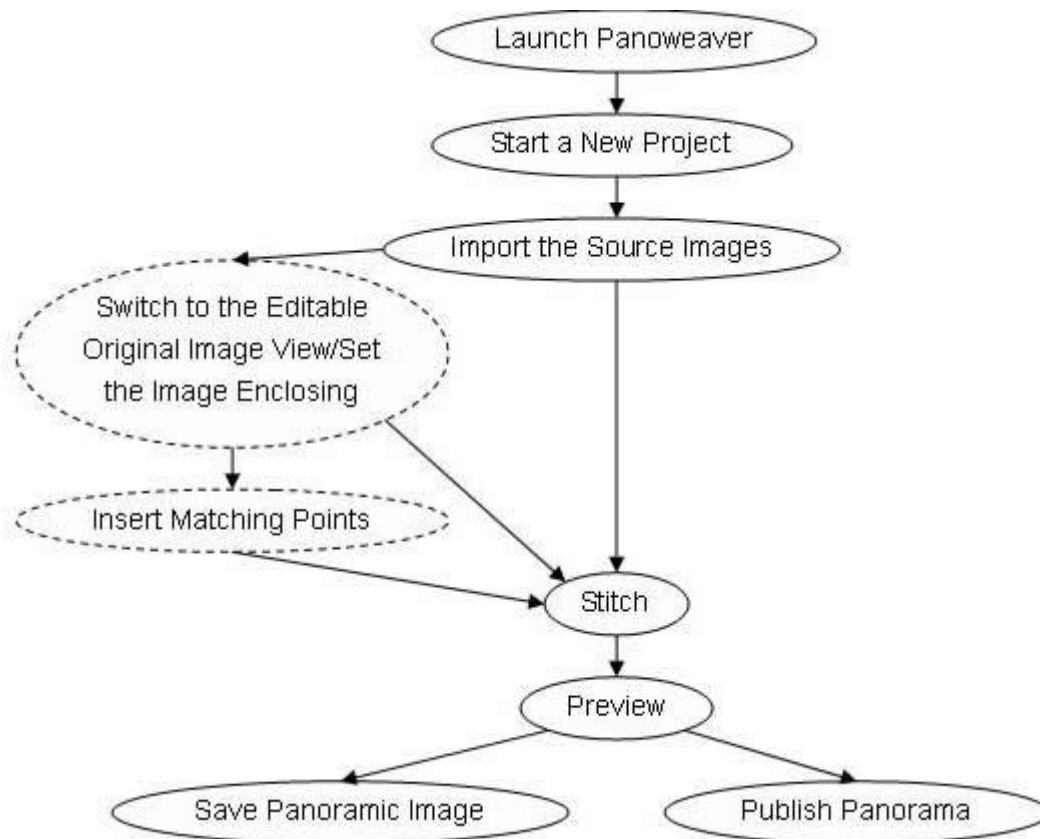 Launch Panoweaver
Start a New Project
Import the Source Images
Switch to the Editable
Original Image View/Set
the Image Enclosing
Insert Matching Points
Stitch
Preview
Save Panoramic Image
Publish Panorama